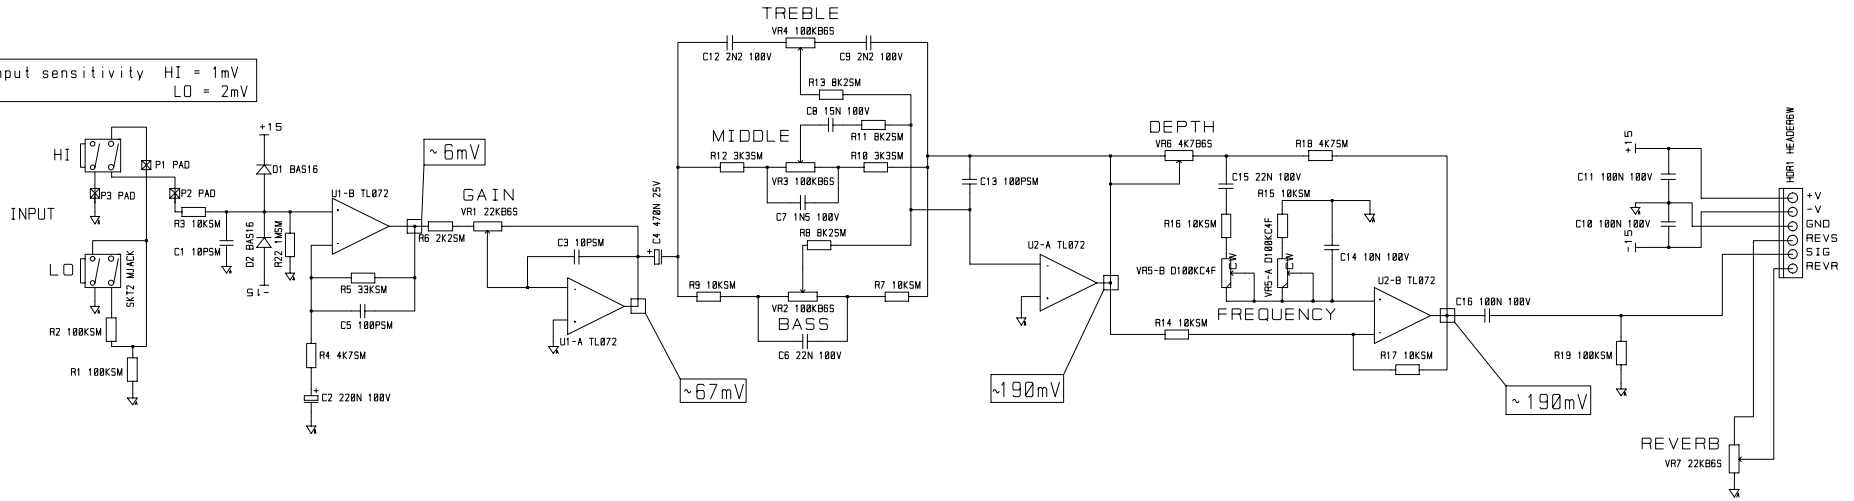 TREBLE
VR4 100KB6S
C12 2N2 100V
C9 2N2 100V
nput sensitivity HI = 1mV
LO = 2mV
R13 8K2SM
C8 15N 100V
R11 8K2SM
MIDDLE
R12 3K3SM
R10 3K3SM
VR3 100KB6S
C7 1N5 100V
R8 8K2SM
+15
D1 BAS16
~ 6mV
HI
P1 PAD
P3 PAD
P2 PAD
INPUT
R3 10KSM
C1 10PSM
D2 BAS16
R22 1MSM
-15
U1-B TL072
GAIN
VR1 22KB6S
R6 2K2SM
C3 10PSM
C4 470N 25V
LO
SKT2 MJACK
R2 100KSM
R1 100KSM
R5 33KSM
C5 100PSM
R4 4K7SM
C2 220N 100V
U1-A TL072
~67mV
R9 10KSM
R7 10KSM
VR2 100KB6S
BASS
C6 22N 100V
C13 100PSM
U2-A TL072
~190mV
DEPTH
VR6 4K7B6S
R18 4K7SM
C15 22N 100V
R15 10KSM
R16 10KSM
VR5-B D100KC4F
CW
VR5-A D100KC4F
CW
C14 10N 100V
U2-B TL072
FREQUENCY
R14 10KSM
R17 10KSM
C16 100N 100V
~ 190mV
R19 100KSM
+15
C11 100N 100V
C10 100N 100V
-15
HDR1 HEADER6W
+V
-V
GND
REVS
SIG
REVR
REVERB
VR7 22KB6S